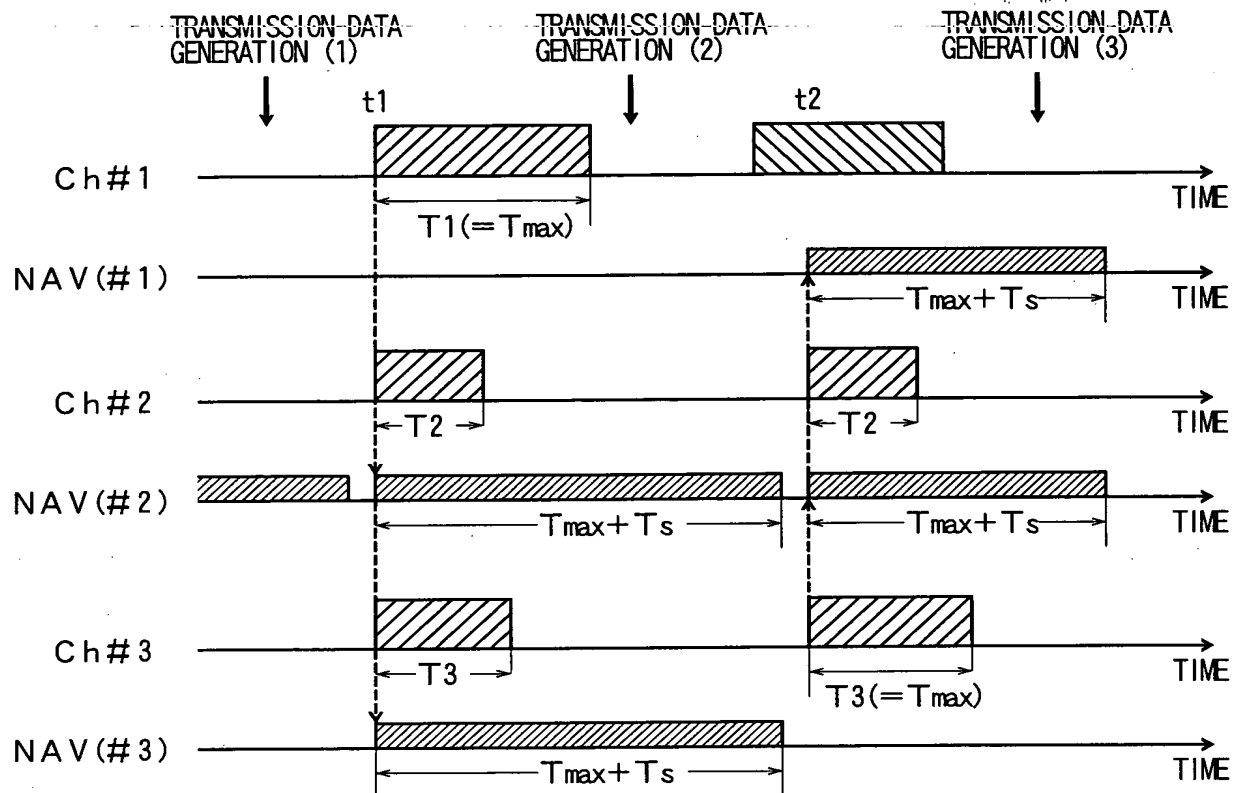 TRANSMISSION DATA
GENERATION (1)
TRANSMISSION DATA
GENERATION (2)
TRANSMISSION DATA
GENERATION (3)
t1
t2
Ch#1
TIME
T1(=Tmax)
NAV(#1)
TIME
Tmax+Ts
Ch#2
TIME
T2
T2
NAV(#2)
TIME
Tmax+Ts
Tmax+Ts
Ch#3
TIME
T3
T3(=Tmax)
NAV(#3)
TIME
Tmax+Ts